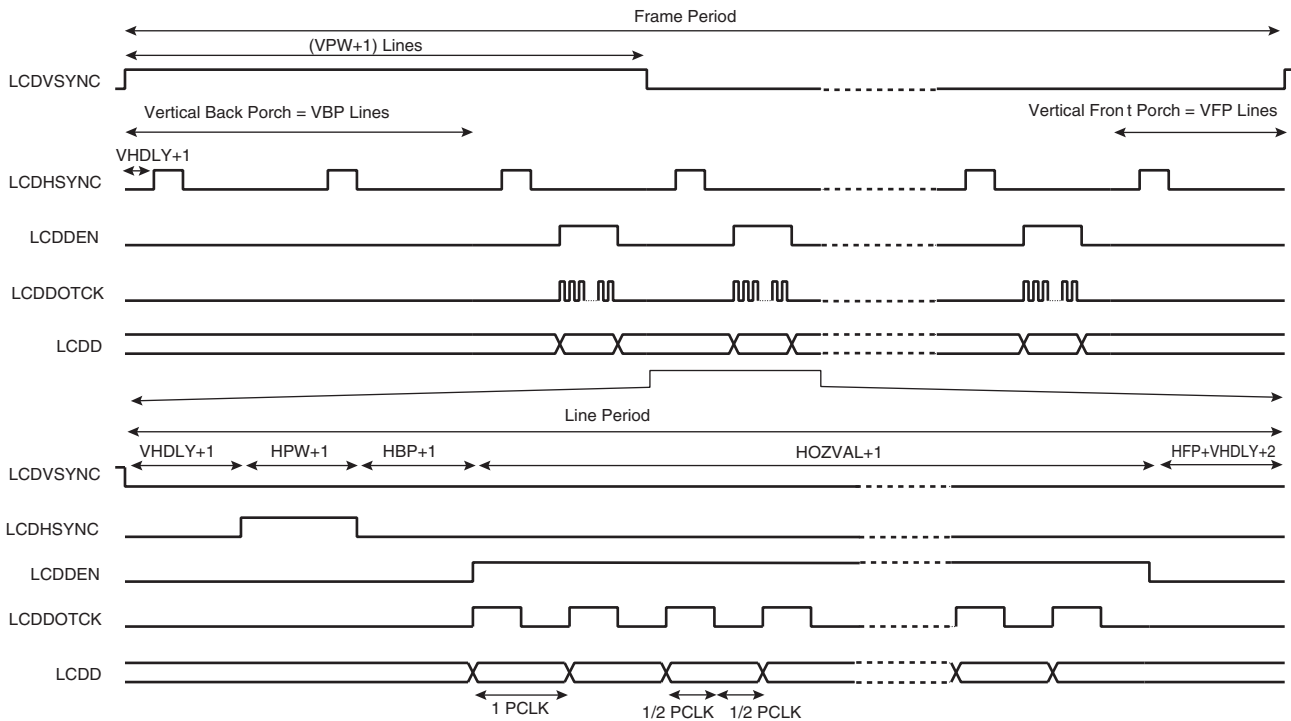 Frame Period
(VPW+1) Lines
LCDVSYNC
Vertical Back Porch = VBP Lines
Vertical Front Porch = VFP Lines
VHDLY+1
LCDHSYNC
LCDDEN
LCDDOTCK
LCDD
Line Period
VHDLY+1
HPW+1
HBP+1
HOZVAL+1
HFP+VHDLY+2
LCDVSYNC
LCDHSYNC
LCDDEN
LCDDOTCK
LCDD
1 PCLK
1/2 PCLK
1/2 PCLK